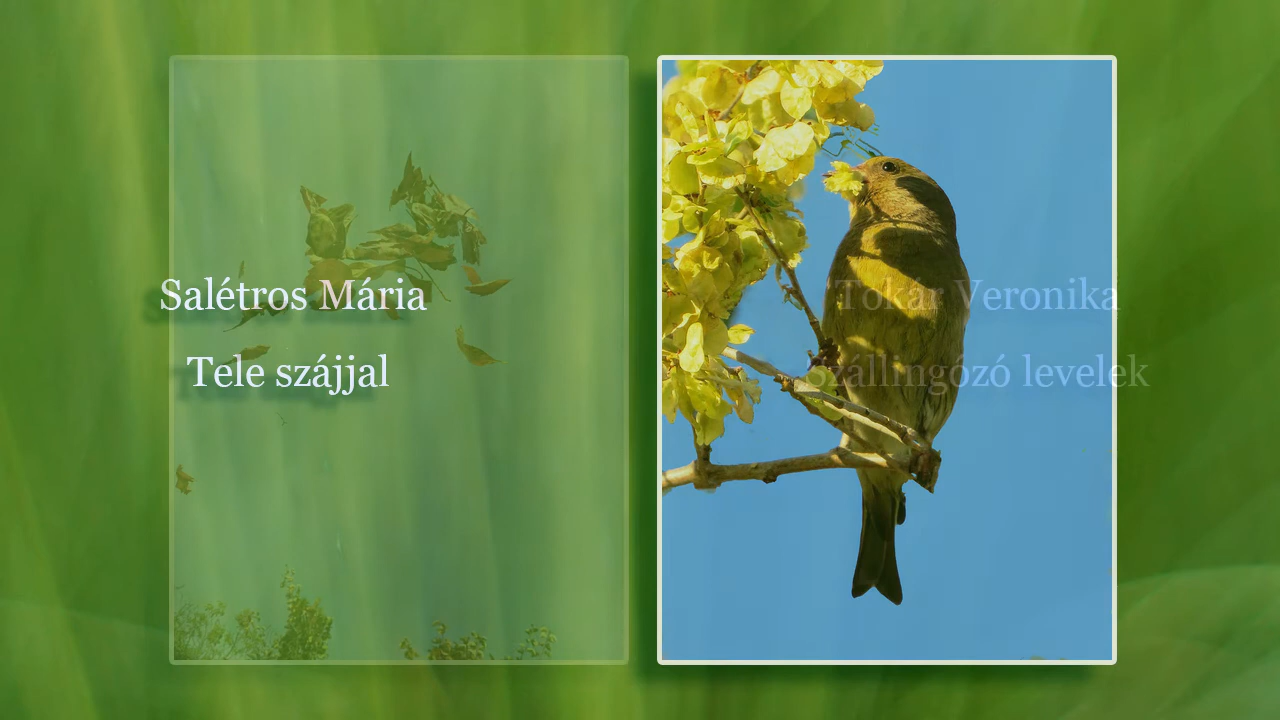 Salétros Mária
Tele szájjal
Tokár Veronika
Szállingózó levelek